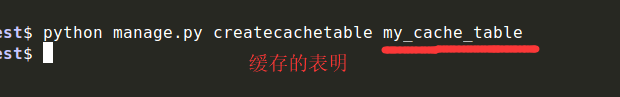 est$ python manage.py createcachetable my_cache_table
est$
缓存的表明